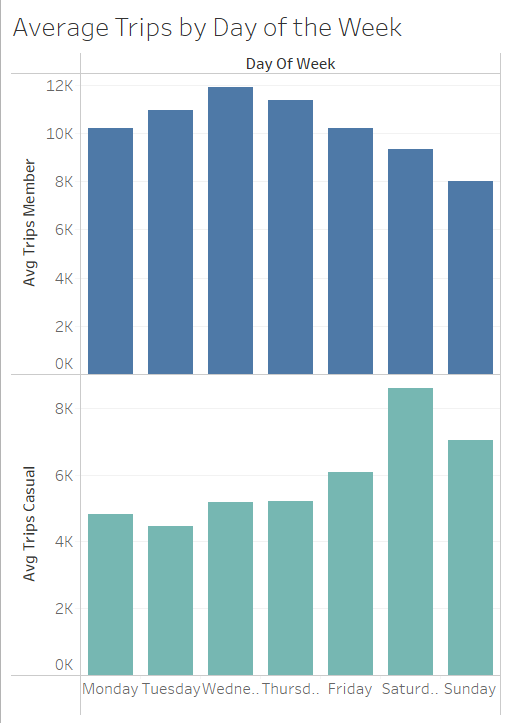 Average Trips by Day of the Week
Day Of Week
Avg Trips Member
12K
10K
8K
6K
4K
2K
0K
Avg Trips Casual
8K
6K
4K
2K
0K
Monday Tuesday Wedne.. Thursd.. Friday Saturd.. Sunday